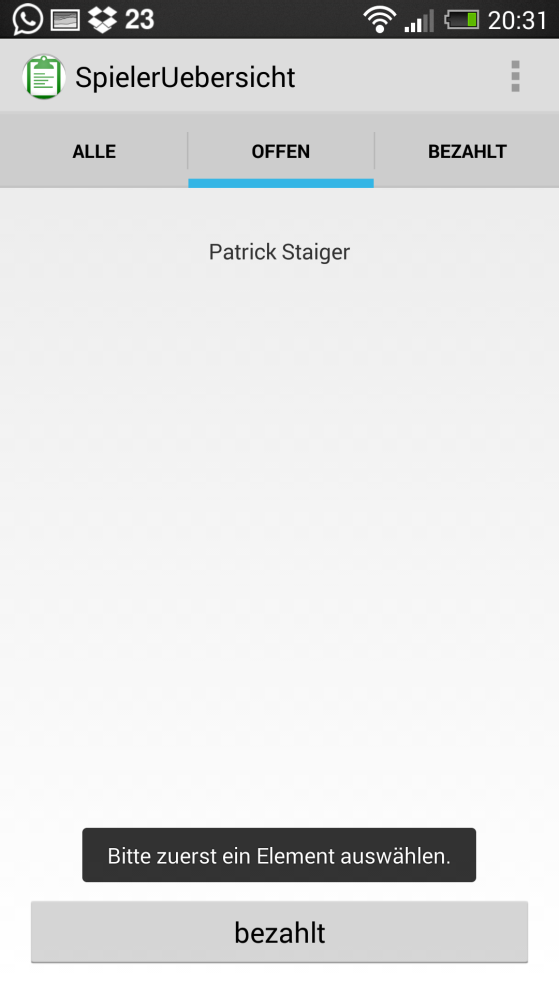 23 20:31
SpielerUebersicht
ALLE OFFEN BEZAHLT
Patrick Staiger
Bitte zuerst ein Element auswählen.
bezahlt